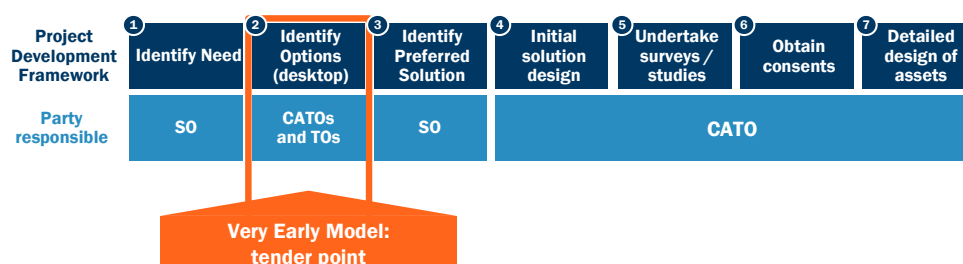 1 2 3 4 5 6 7
Project
Development
Framework
Identify Need
Identify
Options
(desktop)
Identify
Preferred
Solution
Initial
solution
design
Undertake
surveys /
studies
Obtain
consents
Detailed
design of
assets
Party
responsible
SO
CATOs
and TOs
SO
CATO
Very Early Model:
tender point